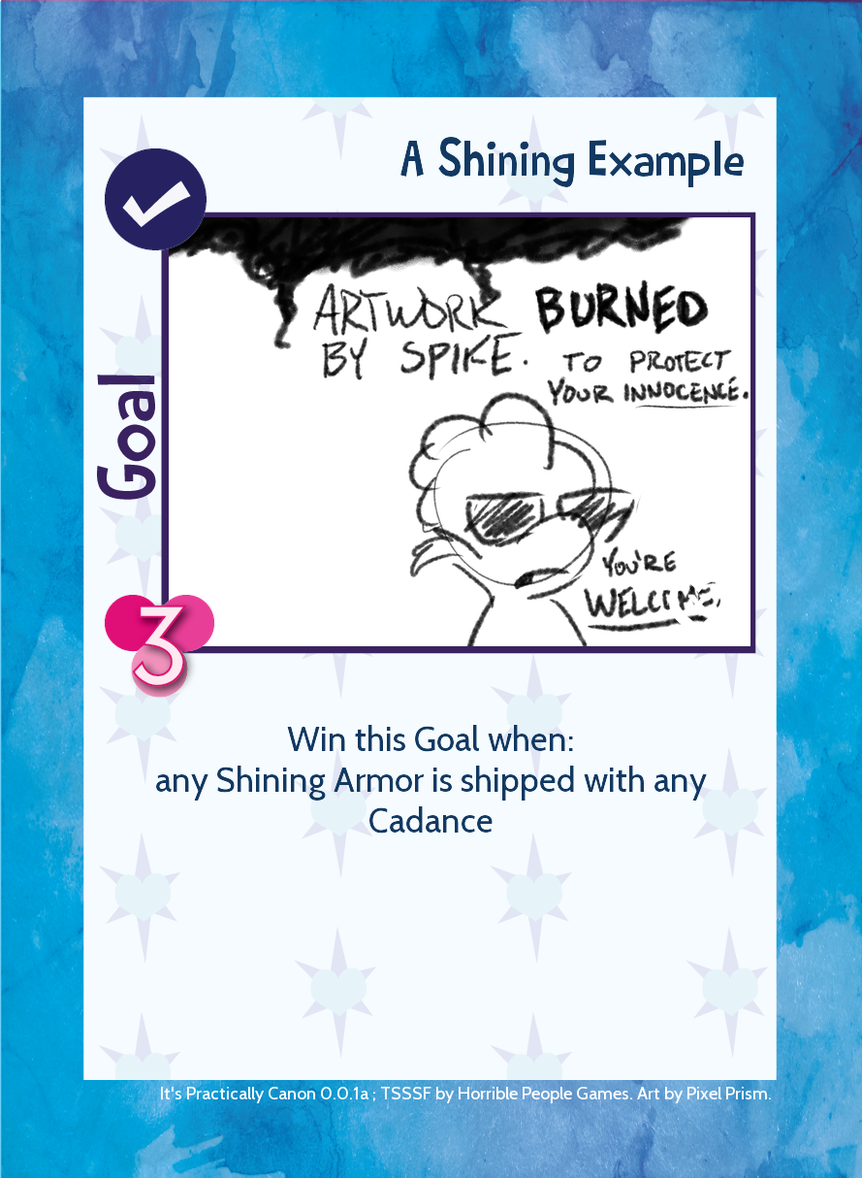 A Shining Example
ARTWORK BURNED
BY SPIKE. TO PROTECT
YOUR INNOCENCE.
YOU'RE
WELCOME.
Goal
3
Win this Goal when:
any Shining Armor is shipped with any
Cadance
It's Practically Canon 0.0.1a ; TSSSF by Horrible People Games. Art by Pixel Prism.